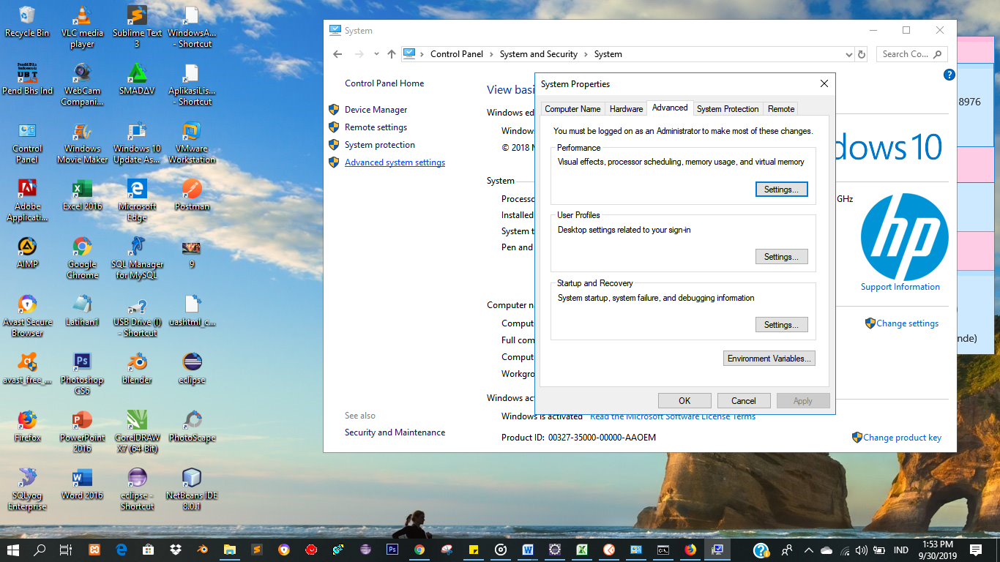 Recycle Bin
VLC media player
Sublime Text 3
WindowsA... - Shortcut
Pend Bhs Ind
WebCam Compani...
SMADΔV
AplikasiLis... - Shortcut
Control Panel
Windows Movie Maker
Windows 10 Update As...
VMware Workstation
Adobe Applicati...
Excel 2016
Microsoft Edge
Postman
AIMP
Google Chrome
SQL Manager for MySQL
9
Avast Secure Browser
Latihan1
USB Drive (I) - Shortcut
uashtml_c...
avast_free_...
Photoshop CS6
blender
eclipse
Firefox
PowerPoint 2016
CorelDRAW X7 (64-Bit)
PhotoScape
SQLyog Enterprise
Word 2016
eclipse - Shortcut
NetBeans IDE 8.0.1
System
Control Panel > System and Security > System
Search Co...
Control Panel Home
Device Manager
Remote settings
System protection
Advanced system settings
See also
Security and Maintenance
View basi
Windows ed
Window
© 2018 M
dows 10
System
Processo
GHz
Installed
System t
Pen and
hp
Support Information
Computer na
Comput
Change settings
Full com
Comput
Workgro
Windows act
Windows is activated Read the Microsoft Software License Terms
Product ID: 00327-35000-00000-AAOEM
Change product key
System Properties
Computer Name Hardware Advanced System Protection Remote
You must be logged on as an Administrator to make most of these changes.
Performance
Visual effects, processor scheduling, memory usage, and virtual memory
Settings...
User Profiles
Desktop settings related to your sign-in
Settings...
Startup and Recovery
System startup, system failure, and debugging information
Settings...
Environment Variables...
OK Cancel Apply
8976
nde)
IND
1:53 PM
9/30/2019